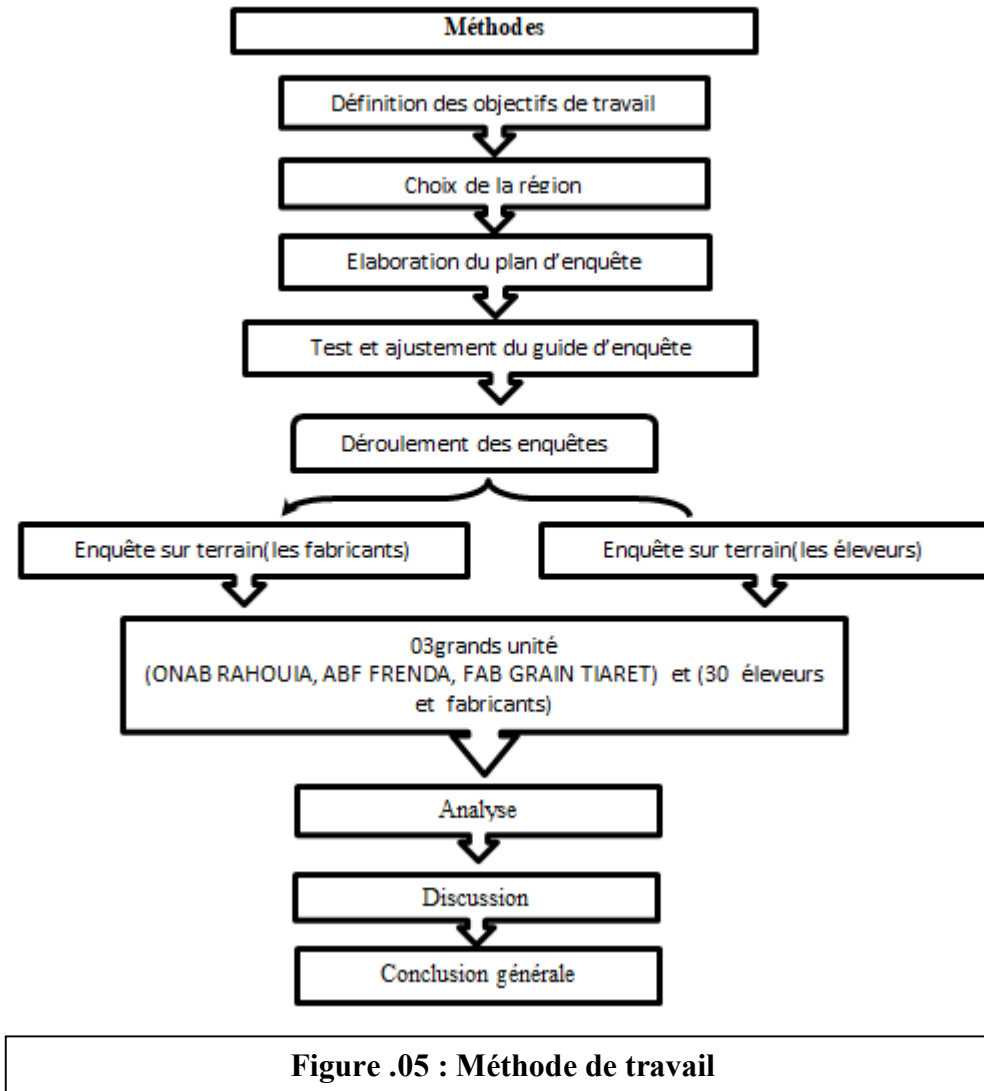 Méthodes
Définition des objectifs de travail
Choix de la région
Elaboration du plan d’enquête
Test et ajustement du guide d’enquête
Déroulement des enquêtes
Enquête sur terrain(les fabricants)
Enquête sur terrain(les éleveurs)
03grands unité
(ONAB RAHOUIA, ABF FRENDA, FAB GRAIN TIARET) et (30 éleveurs
et fabricants)
Analyse
Discussion
Conclusion générale
Figure .05 : Méthode de travail